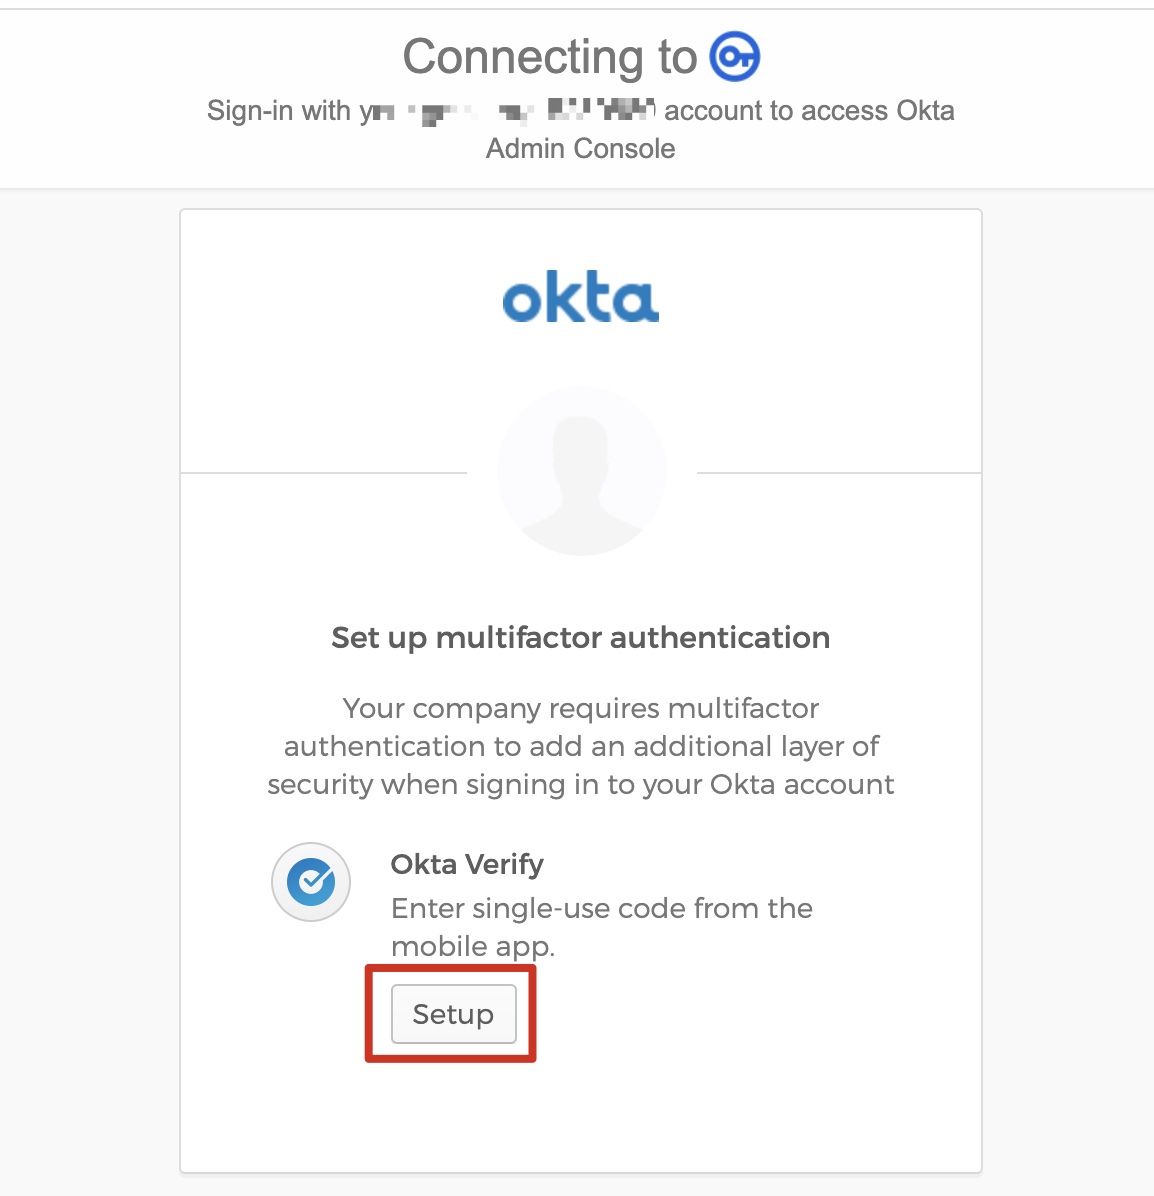 Connecting to
Sign-in with account to access Okta
Admin Console
okta
Set up multifactor authentication
Your company requires multifactor
authentication to add an additional layer of
security when signing in to your Okta account
Okta Verify
Enter single-use code from the
mobile app.
Setup